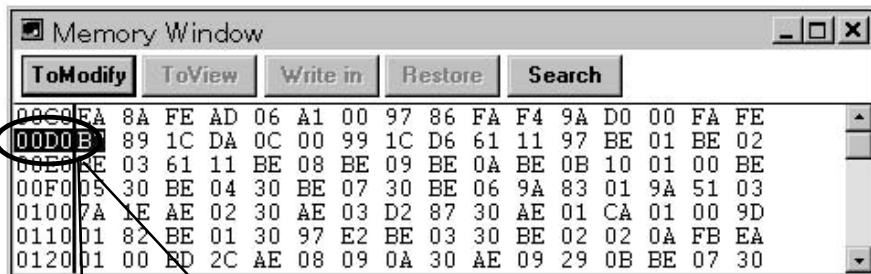 Memory Window
ToModify ToView Write in Restore Search
00C0 EA 8A FE AD 06 A1 00 97 86 FA F4 9A D0 00 FA FE
00D0 89 1C DA 0C 00 99 1C D6 61 11 97 BE 01 BE 02
00E0 BE 03 61 11 BE 08 BE 09 BE 0A BE 0B 10 01 00 BE
00F0 05 30 BE 04 30 BE 07 30 BE 06 9A 83 01 9A 51 03
0100 7A 1E AE 02 30 AE 03 D2 87 30 AE 01 CA 01 00 9D
0110 01 82 BE 01 30 97 E2 BE 03 30 BE 02 02 0A FB EA
0120 01 00 BD 2C AE 08 09 0A 30 AE 09 29 0B BE 07 30